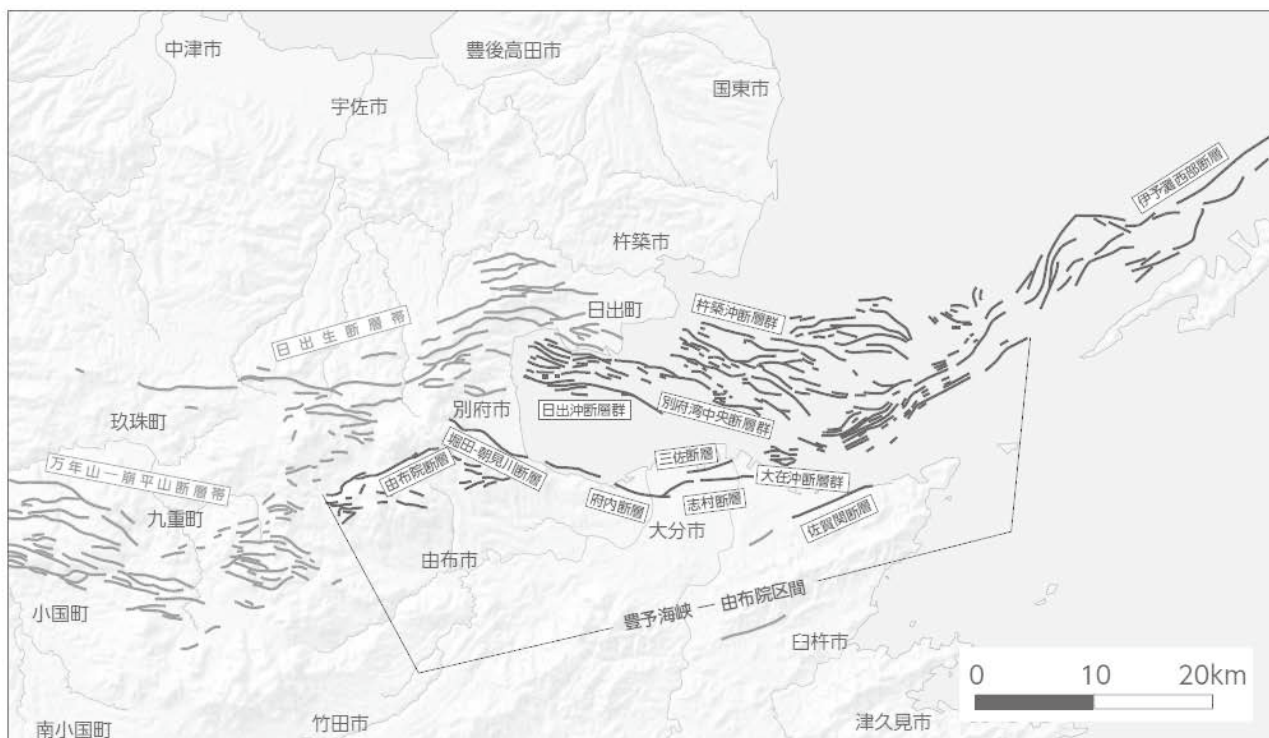 中津市
豊後高田市
宇佐市
国東市
伊予灘西部断層
杵築市
日出町
杵築沖断層群
日出生断層帯
別府市
日出沖断層群
別府湾中央断層群
玖珠町
堀田-朝見川断層
由布院断層
三佐断層
大在沖断層群
万年山ー崩平山断層帯
九重町
府内断層
志村断層
佐賀関断層
大分市
由布市
小国町
豊予海峡 ー 由布院区間
臼杵市
0 10 20km
南小国町
竹田市
津久見市